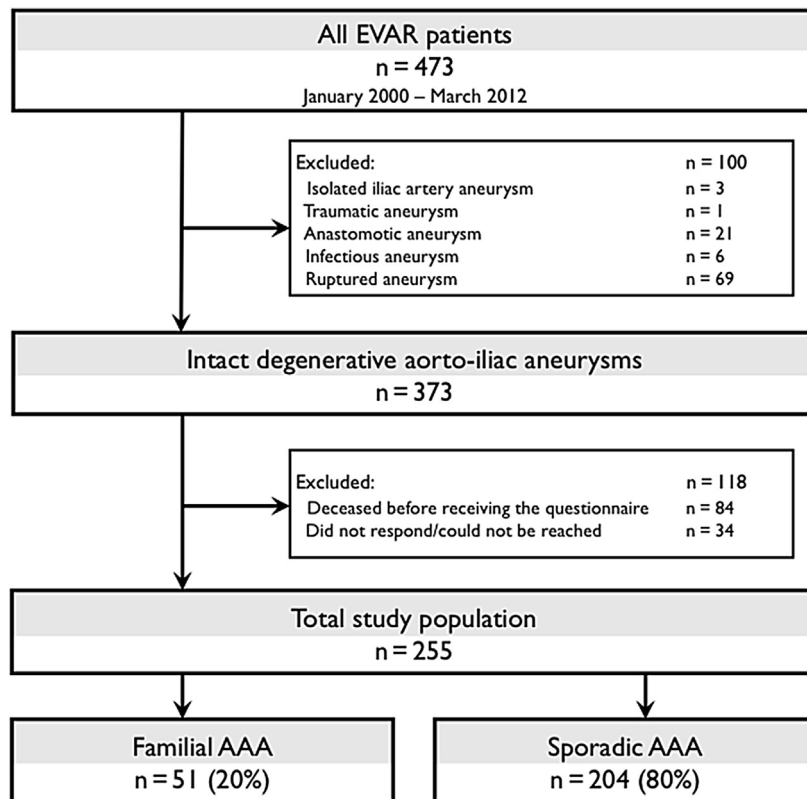 All EVAR patients
n = 473
January 2000 – March 2012
Excluded: n = 100
Isolated iliac artery aneurysm n = 3
Traumatic aneurysm n = 1
Anastomotic aneurysm n = 21
Infectious aneurysm n = 6
Ruptured aneurysm n = 69
Intact degenerative aorto-iliac aneurysms
n = 373
Excluded: n = 118
Deceased before receiving the questionnaire n = 84
Did not respond/could not be reached n = 34
Total study population
n = 255
Familial AAA Sporadic AAA
n = 51 (20%) n = 204 (80%)